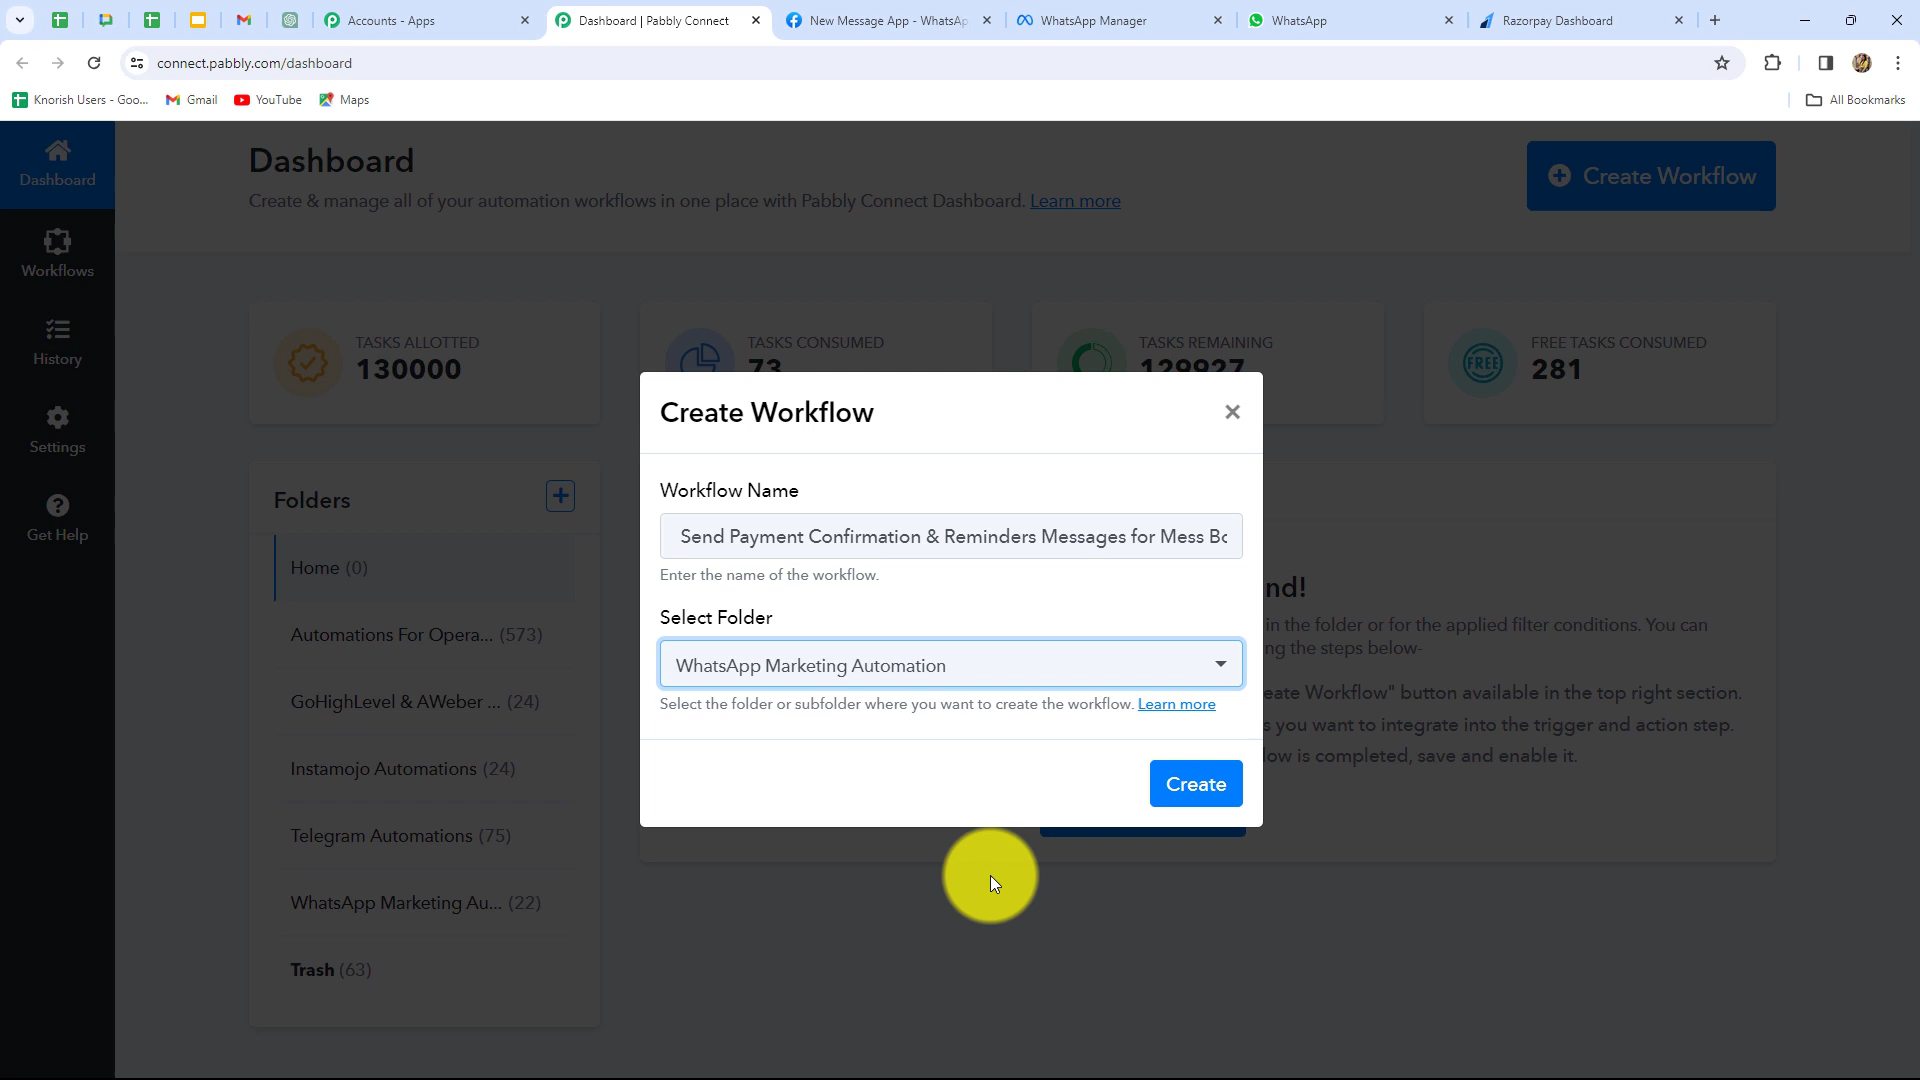 Accounts - Apps
Dashboard | Pabbly Connect
New Message App - WhatsAp
WhatsApp Manager
WhatsApp
Razorpay Dashboard
connect.pabbly.com/dashboard
Knorish Users - Goo...
Gmail
YouTube
Maps
All Bookmarks
Dashboard
Workflows
History
Settings
Get Help
Dashboard
Create & manage all of your automation workflows in one place with Pabbly Connect Dashboard. Learn more
Create Workflow
TASKS ALLOTTED
130000
TASKS CONSUMED
73
TASKS REMAINING
129927
FREE
FREE TASKS CONSUMED
281
Folders
Home (0)
Automations For Opera... (573)
GoHighLevel & AWeber ... (24)
Instamojo Automations (24)
Telegram Automations (75)
WhatsApp Marketing Au... (22)
Trash (63)
Create Workflow
Workflow Name
Send Payment Confirmation & Reminders Messages for Mess Bo
Enter the name of the workflow.
Select Folder
WhatsApp Marketing Automation
Select the folder or subfolder where you want to create the workflow. Learn more
Create
nd!
in the folder or for the applied filter conditions. You can
ng the steps below-
eate Workflow" button available in the top right section.
s you want to integrate into the trigger and action step.
low is completed, save and enable it.